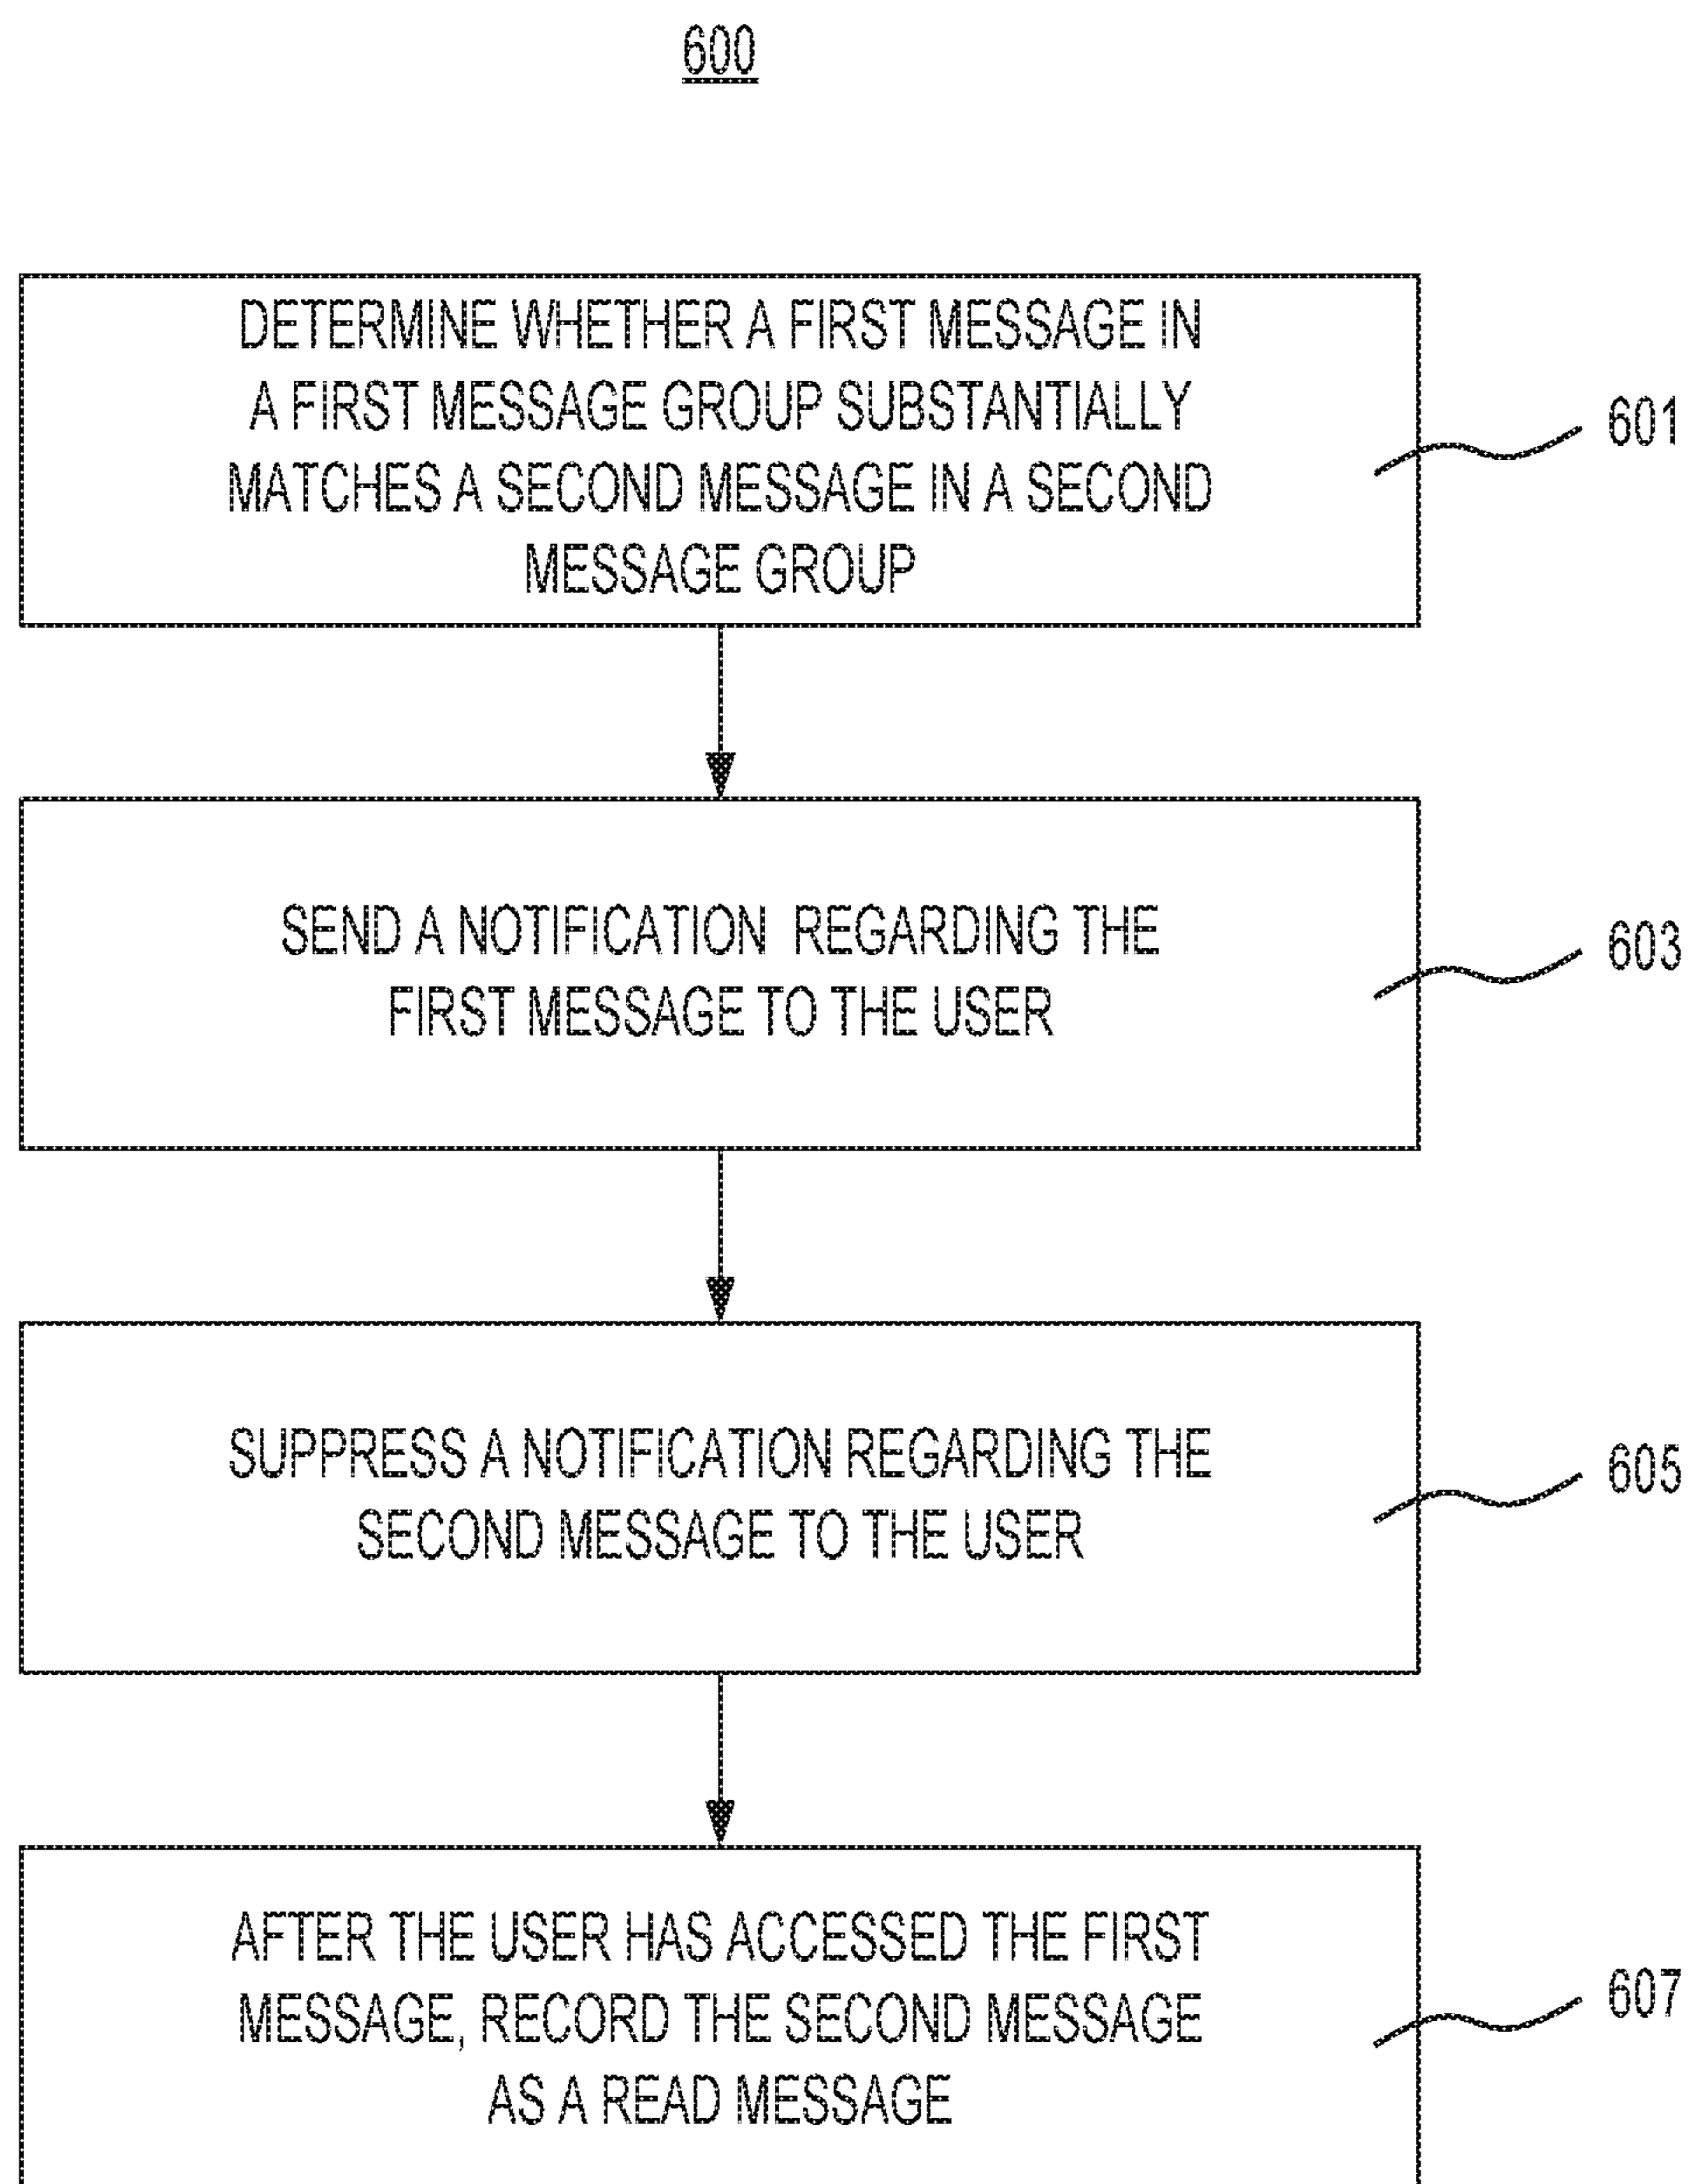 600
DETERMINE WHETHER A FIRST MESSAGE IN
A FIRST MESSAGE GROUP SUBSTANTIALLY
MATCHES A SECOND MESSAGE IN A SECOND
MESSAGE GROUP
601
SEND A NOTIFICATION REGARDING THE
FIRST MESSAGE TO THE USER
603
SUPPRESS A NOTIFICATION REGARDING THE
SECOND MESSAGE TO THE USER
605
AFTER THE USER HAS ACCESSED THE FIRST
MESSAGE, RECORD THE SECOND MESSAGE
AS A READ MESSAGE
607